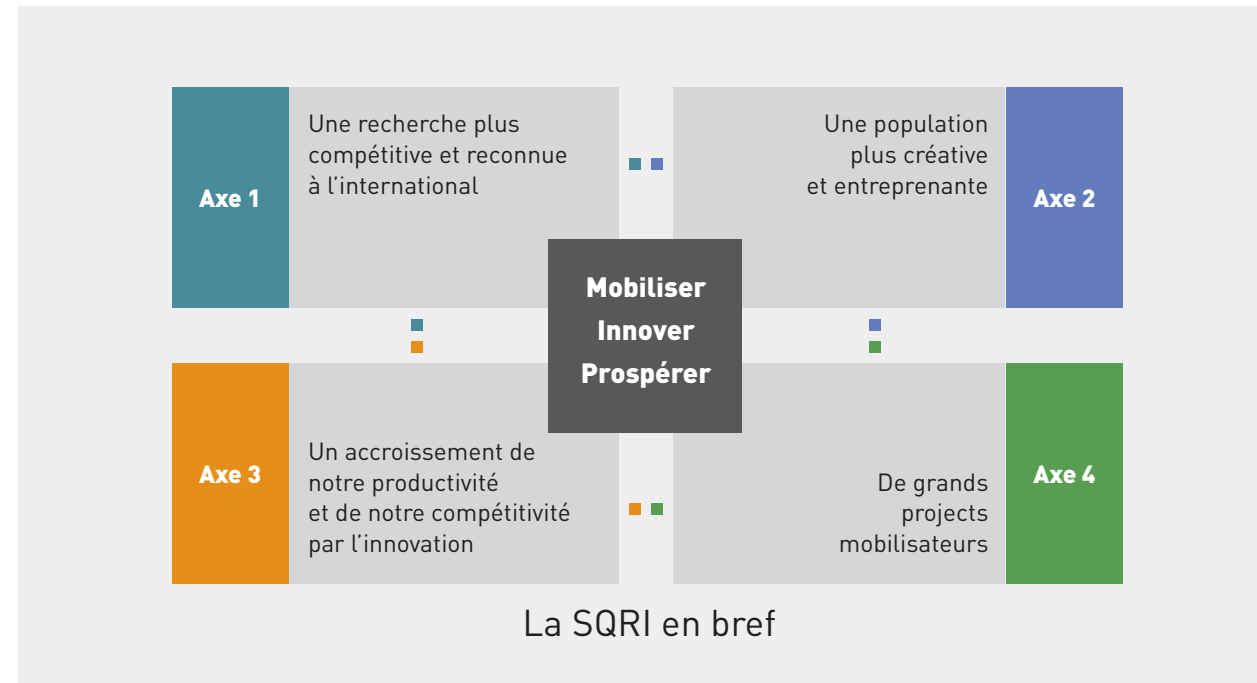 Axe 1
Une recherche plus
compétitive et reconnue
à l’international
Une population
plus créative
et entreprenante
Axe 2
Mobiliser
Innover
Prospérer
Axe 3
Un accroissement de
notre productivité
et de notre compétitivité
par l’innovation
De grands
projects
mobilisateurs
Axe 4
La SQRI en bref